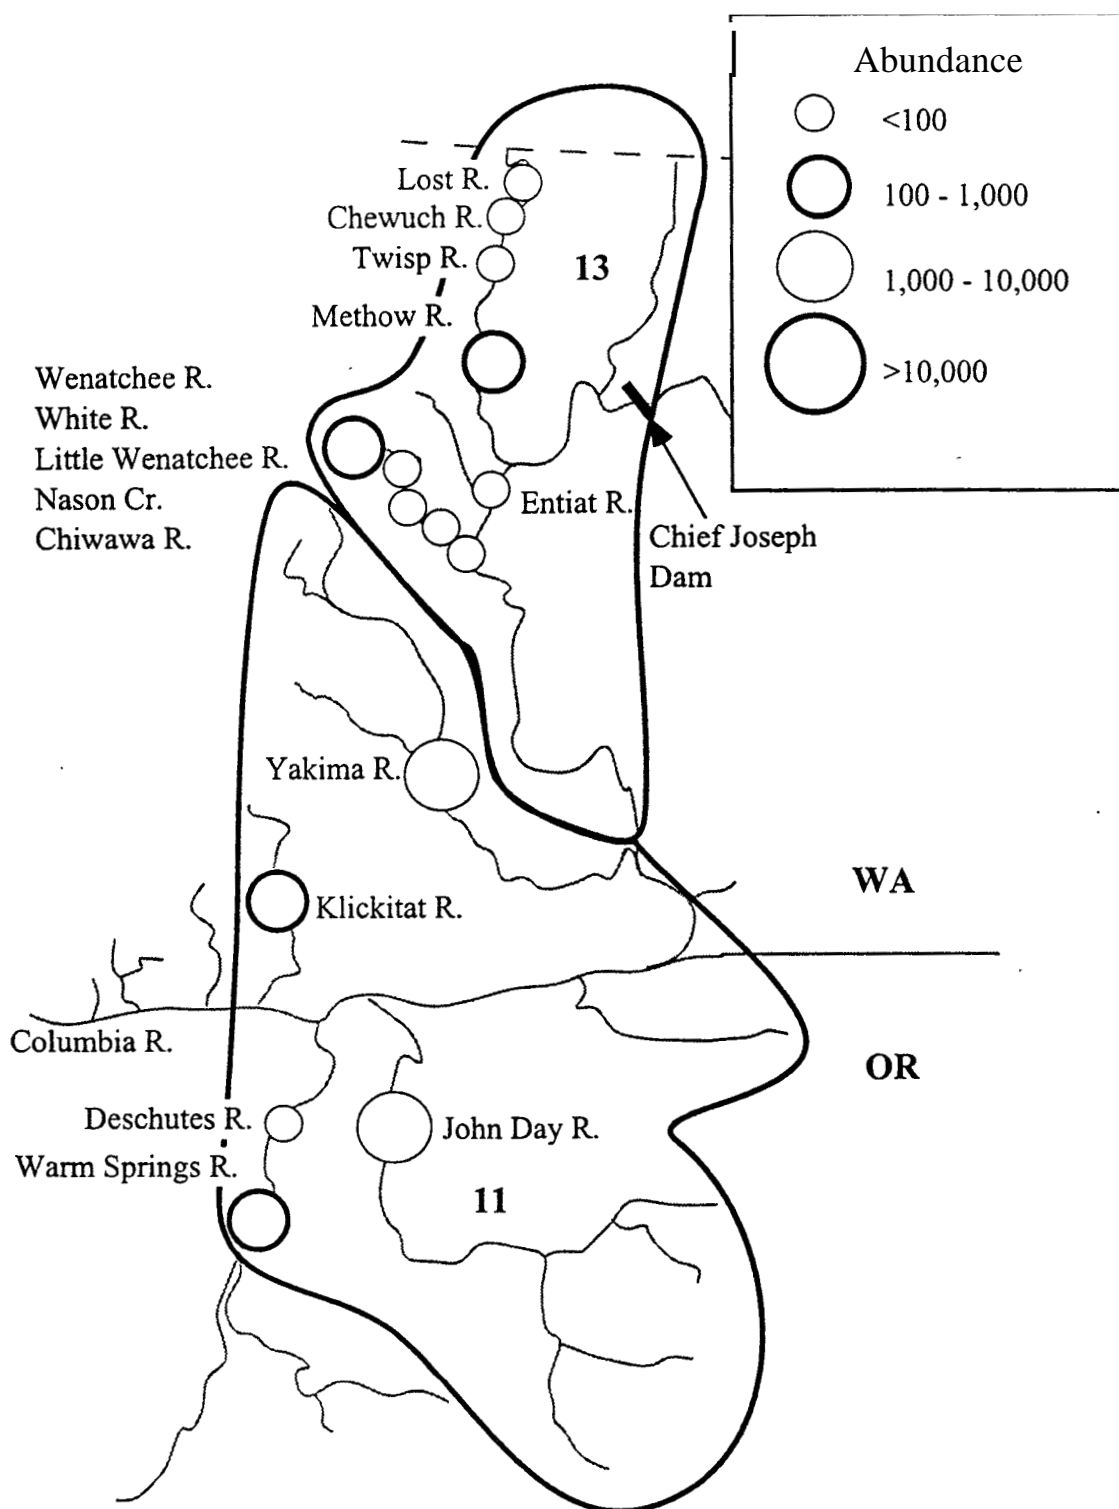 Abundance
<100
100 - 1,000
1,000 - 10,000
>10,000
Lost R.
Chewuch R.
Twisp R.
13
Methow R.
Wenatchee R.
White R.
Little Wenatchee R.
Nason Cr.
Chiwawa R.
Entiat R.
Chief Joseph
Dam
Yakima R.
WA
Klickitat R.
Columbia R.
OR
Deschutes R.
John Day R.
Warm Springs R.
11